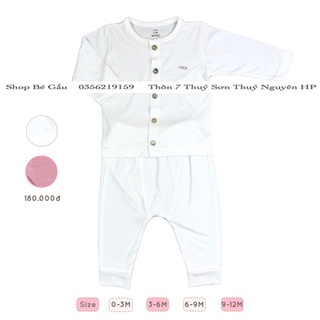 Shop Bé Gấu 0356219159 Thôn 7 Thuỷ Sơn Thuỷ Nguyên HP
180.000đ
Size 0-3M 3-6M 6-9M 9-12M